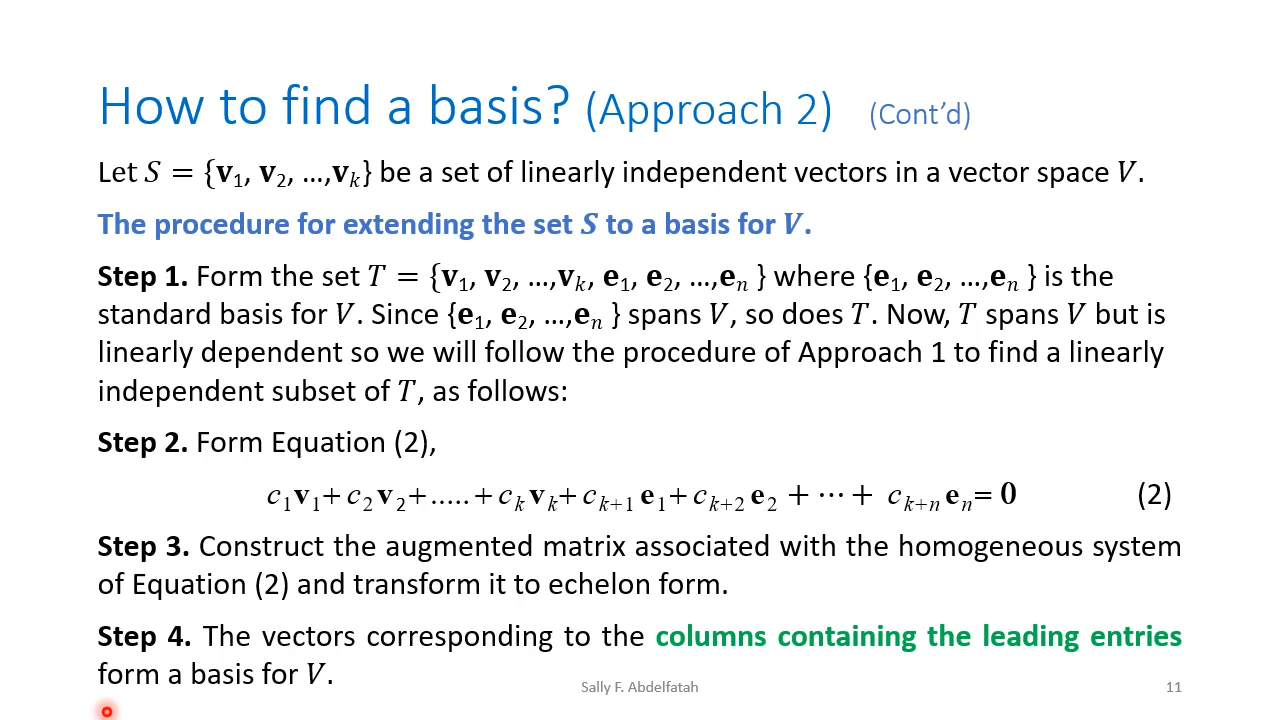 How to find a basis? (Approach 2) (Cont’d)
Let S = {v₁, v₂, …,vₖ} be a set of linearly independent vectors in a vector space V.
The procedure for extending the set S to a basis for V.
Step 1. Form the set T = {v₁, v₂, …,vₖ, e₁, e₂, …,eₙ } where {e₁, e₂, …,eₙ } is the
standard basis for V. Since {e₁, e₂, …,eₙ } spans V, so does T. Now, T spans V but is
linearly dependent so we will follow the procedure of Approach 1 to find a linearly
independent subset of T, as follows:
Step 2. Form Equation (2),
c₁v₁+ c₂v₂+.....+ cₖvₖ+ cₖ₊₁e₁+ cₖ₊₂e₂ + ⋯ + cₖ₊ₙeₙ= 0 (2)
Step 3. Construct the augmented matrix associated with the homogeneous system
of Equation (2) and transform it to echelon form.
Step 4. The vectors corresponding to the columns containing the leading entries
form a basis for V.
Sally F. Abdelfatah 11